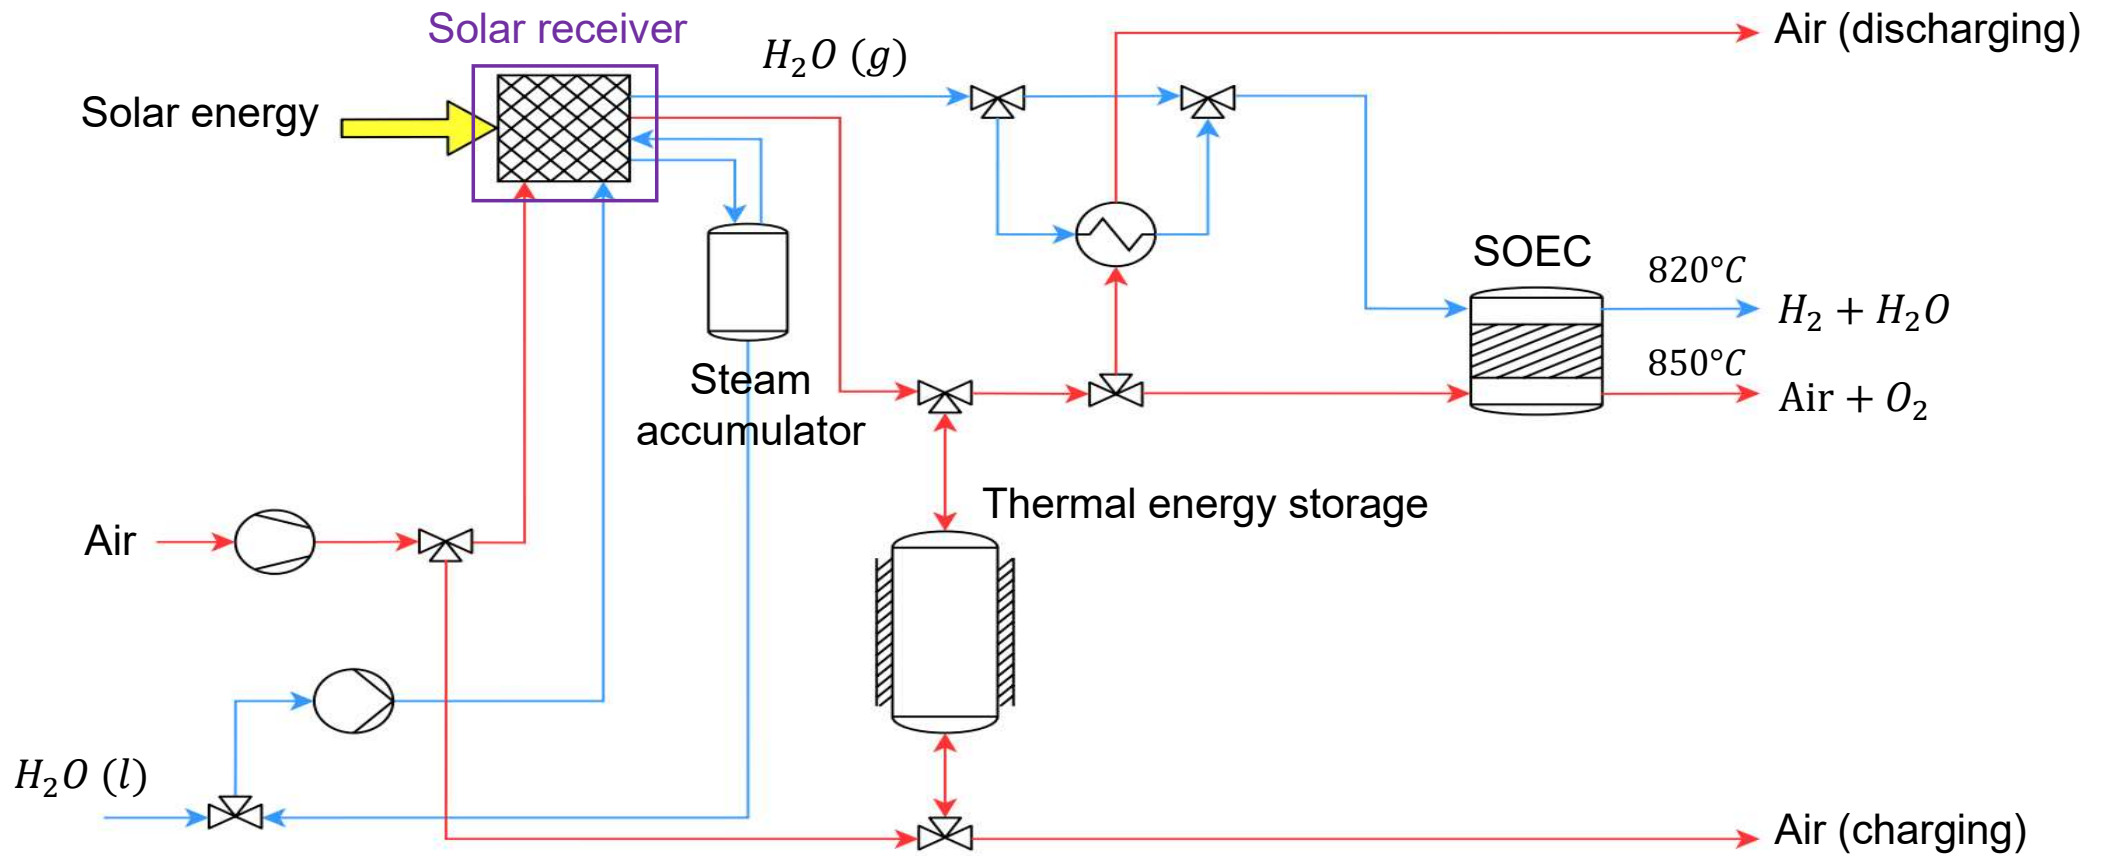 Solar receiver
Air (discharging)
H₂O (g)
Solar energy
SOEC
820°C
H₂ + H₂O
850°C
Air + O₂
Steam
accumulator
Thermal energy storage
Air
H₂O (l)
Air (charging)